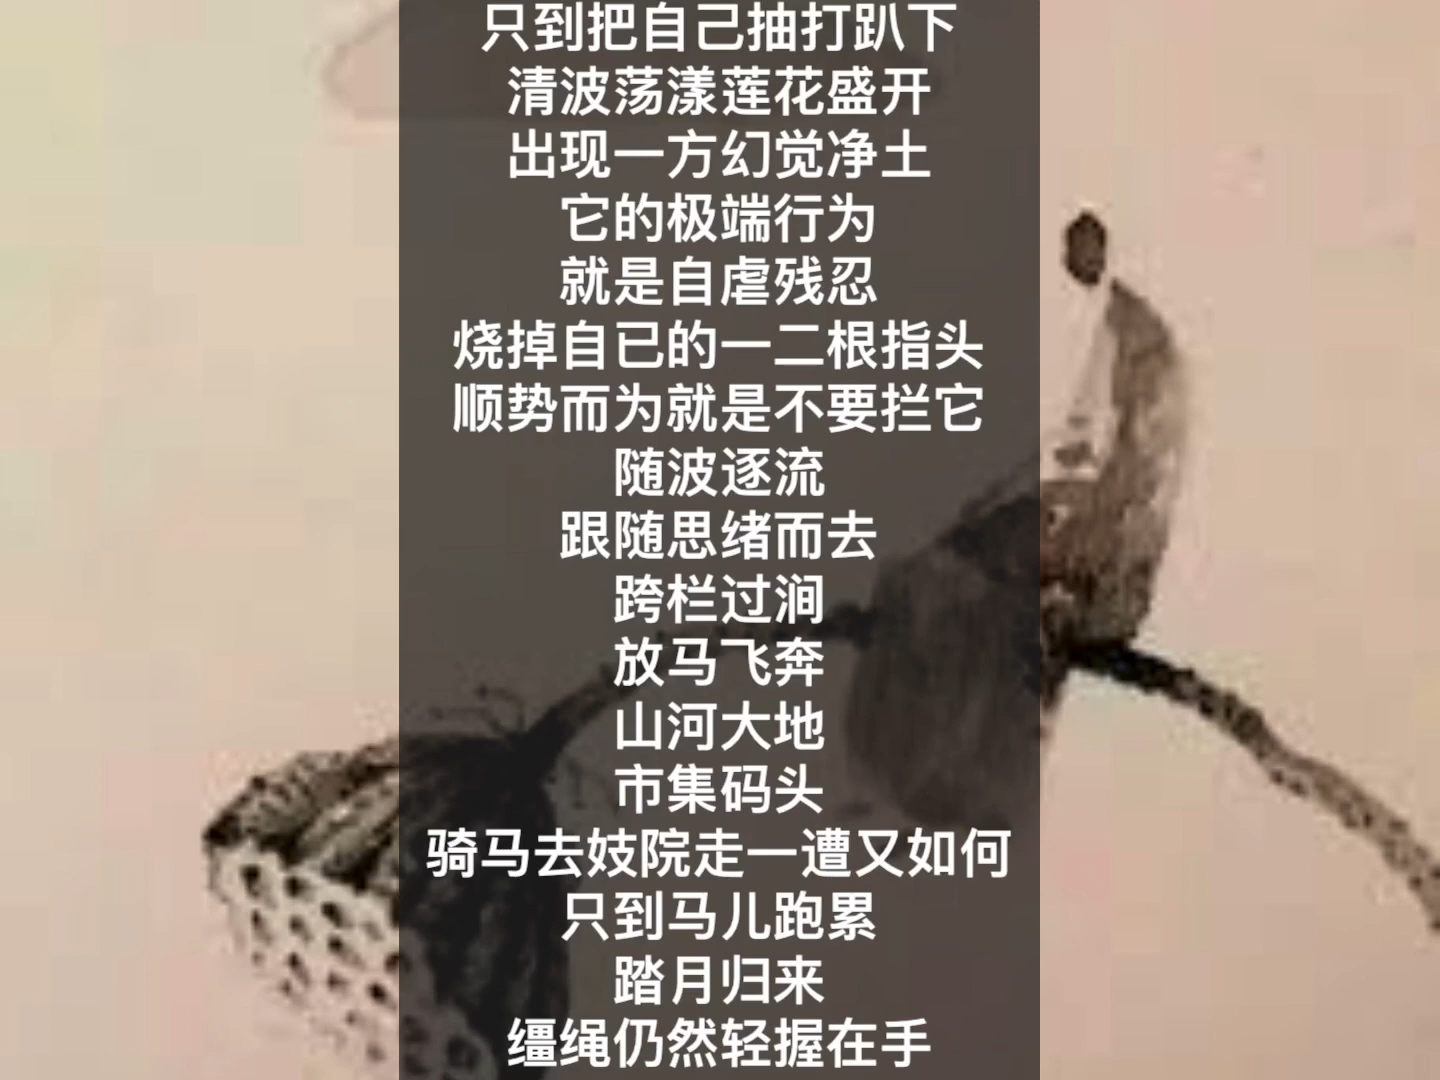 只到把自己抽打趴下
清波荡漾莲花盛开
出现一方幻觉净土
它的极端行为
就是自虐残忍
烧掉自已的一二根指头
顺势而为就是不要拦它
随波逐流
跟随思绪而去
跨栏过涧
放马飞奔
山河大地
市集码头
骑马去妓院走一遭又如何
只到马儿跑累
踏月归来
缰绳仍然轻握在手